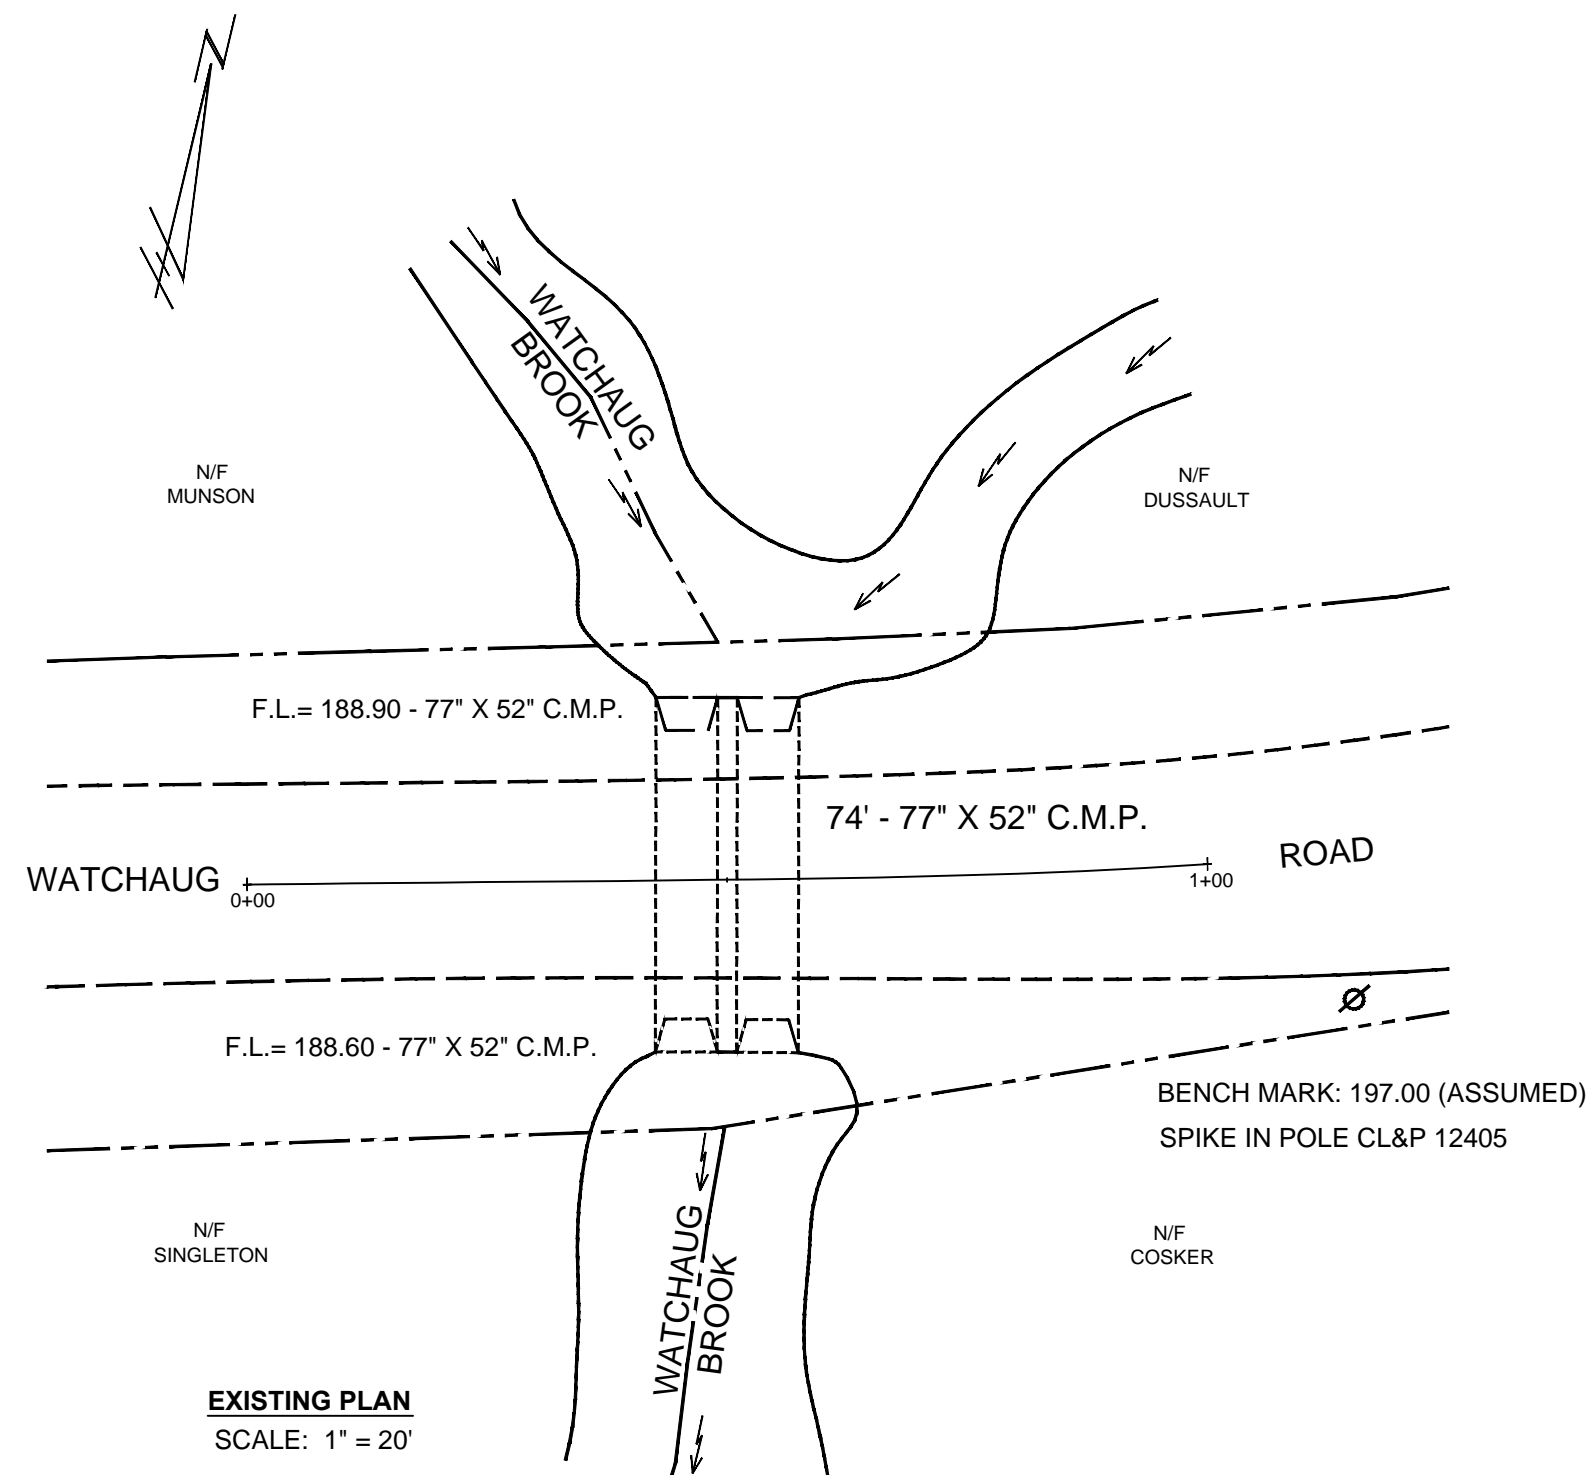 N
WATCHAUG
BROOK
N/F
MUNSON
N/F
DUSSAULT
F.L.= 188.90 - 77" X 52" C.M.P.
74' - 77" X 52" C.M.P.
WATCHAUG
ROAD
0+00
1+00
F.L.= 188.60 - 77" X 52" C.M.P.
BENCH MARK: 197.00 (ASSUMED)
SPIKE IN POLE CL&P 12405
N/F
SINGLETON
WATCHAUG
BROOK
N/F
COSKER
EXISTING PLAN
SCALE: 1" = 20'